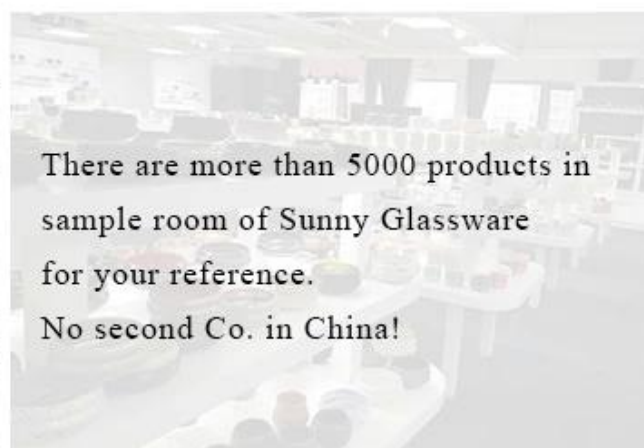 There are more than 5000 products in
sample room of Sunny Glassware
for your reference.
No second Co. in China!